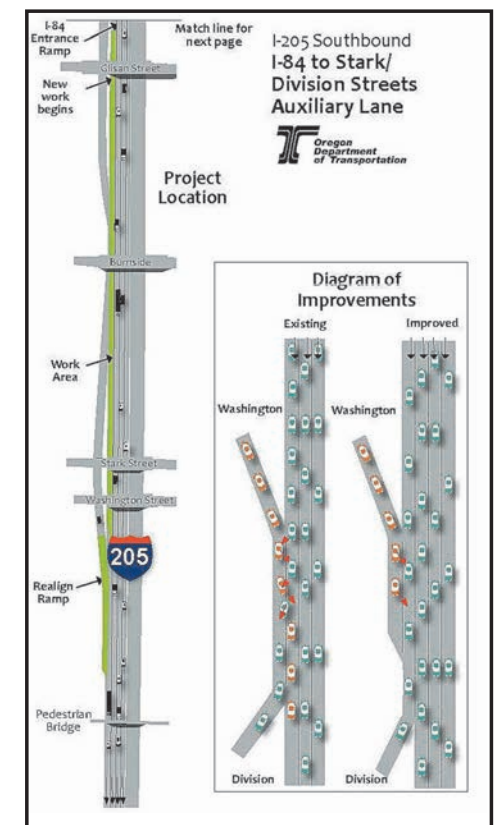 I-84
Entrance
Ramp
Match line for
next page
I-205 Southbound
I-84 to Stark/
Division Streets
Auxiliary Lane
Oregon
Department
of Transportation
Glisan Street
New
work
begins
Project
Location
Burnside
Work
Area
Stark Street
Washington Street
205
Realign
Ramp
Pedestrian
Bridge
Diagram of
Improvements
Existing
Improved
Washington
Washington
Division
Division